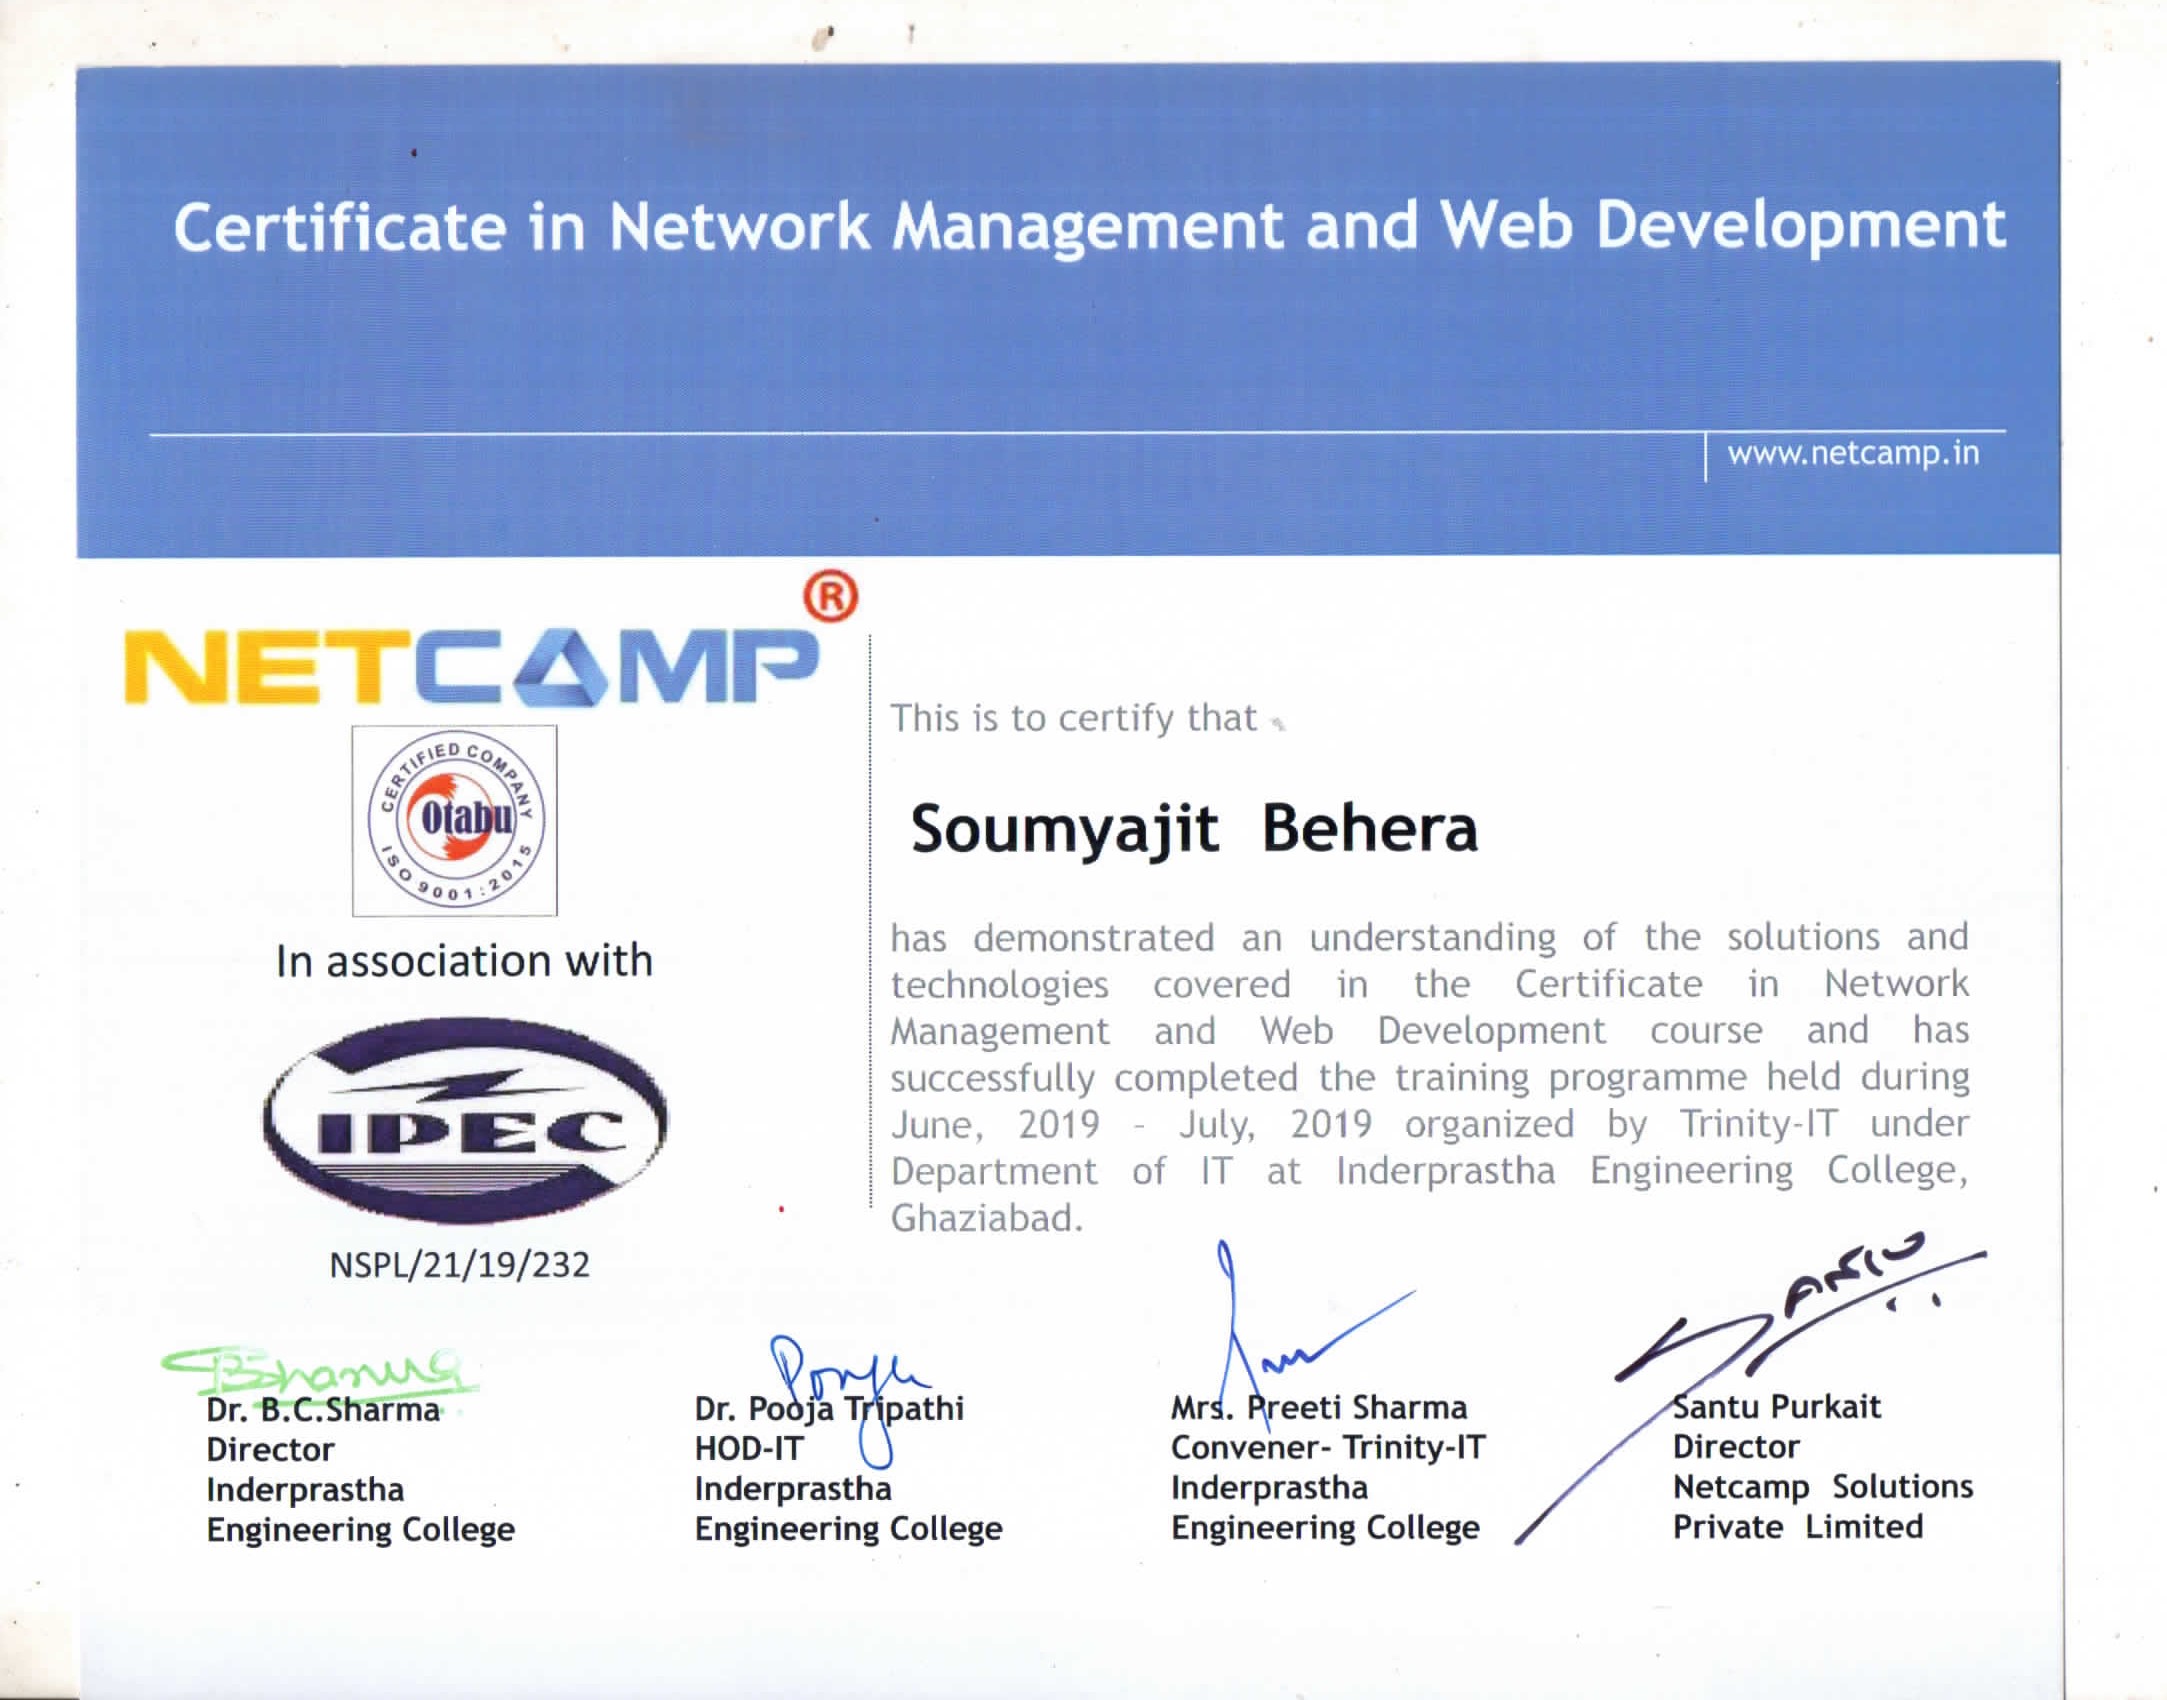 Certificate in Network Management and Web Development
www.netcamp.in
NETCAMP®
CERTIFIED COMPANY
Otabu
ISO 9001:2015
In association with
IPEC
NSPL/21/19/232
This is to certify that
Soumyajit Behera
has demonstrated an understanding of the solutions and
technologies covered in the Certificate in Network
Management and Web Development course and has
successfully completed the training programme held during
June, 2019 - July, 2019 organized by Trinity-IT under
Department of IT at Inderprastha Engineering College,
Ghaziabad.
Dr. B.C.Sharma
Director
Inderprastha
Engineering College
Dr. Pooja Tripathi
HOD-IT
Inderprastha
Engineering College
Mrs. Preeti Sharma
Convener- Trinity-IT
Inderprastha
Engineering College
Santu Purkait
Director
Netcamp Solutions
Private Limited